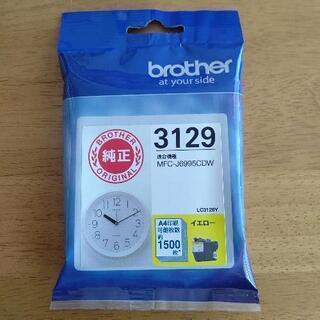 brother
at your side
BROTHER
純正
ORIGINAL
3129
適合機種
MFC-J6995CDW
LC3129Y
A4印刷
可能枚数
約
1500
枚*
イエロー